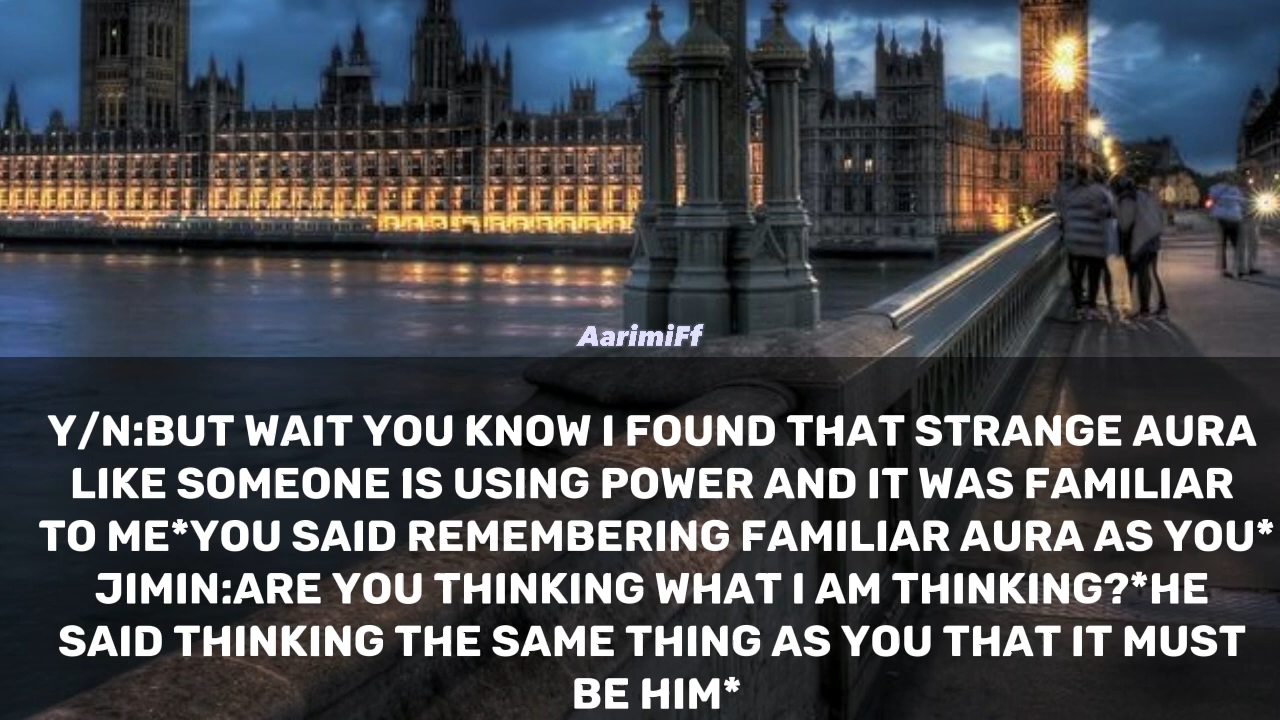 AarimiFf
Y/N:BUT WAIT YOU KNOW I FOUND THAT STRANGE AURA
LIKE SOMEONE IS USING POWER AND IT WAS FAMILIAR
TO ME*YOU SAID REMEMBERING FAMILIAR AURA AS YOU*
JIMIN:ARE YOU THINKING WHAT I AM THINKING?*HE
SAID THINKING THE SAME THING AS YOU THAT IT MUST
BE HIM*